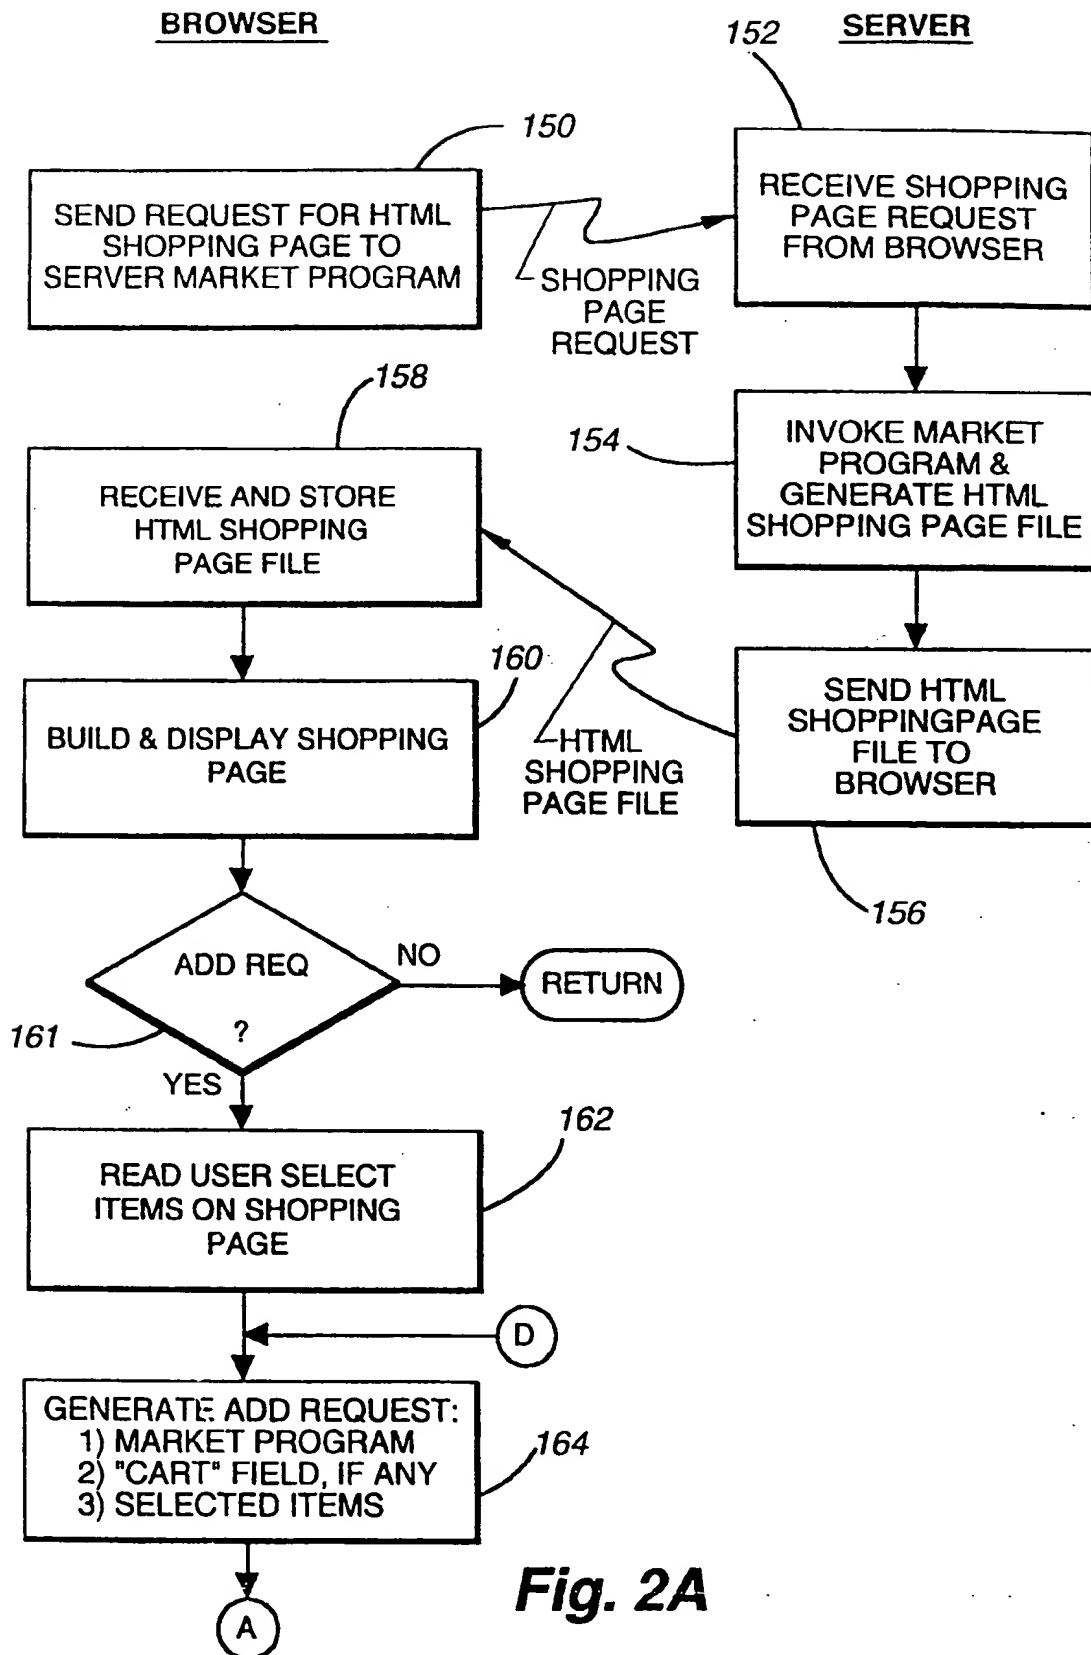 BROWSER
SERVER
152
150
SEND REQUEST FOR HTML
SHOPPING PAGE TO
SERVER MARKET PROGRAM
SHOPPING
PAGE
REQUEST
RECEIVE SHOPPING
PAGE REQUEST
FROM BROWSER
158
154
INVOKE MARKET
PROGRAM &
GENERATE HTML
SHOPPING PAGE FILE
RECEIVE AND STORE
HTML SHOPPING
PAGE FILE
160
BUILD & DISPLAY SHOPPING
PAGE
HTML
SHOPPING
PAGE FILE
SEND HTML
SHOPPINGPAGE
FILE TO
BROWSER
156
ADD REQ
?
NO
RETURN
161
YES
162
READ USER SELECT
ITEMS ON SHOPPING
PAGE
D
GENERATE ADD REQUEST:
1) MARKET PROGRAM
2) "CART" FIELD, IF ANY
3) SELECTED ITEMS
164
A
Fig. 2A